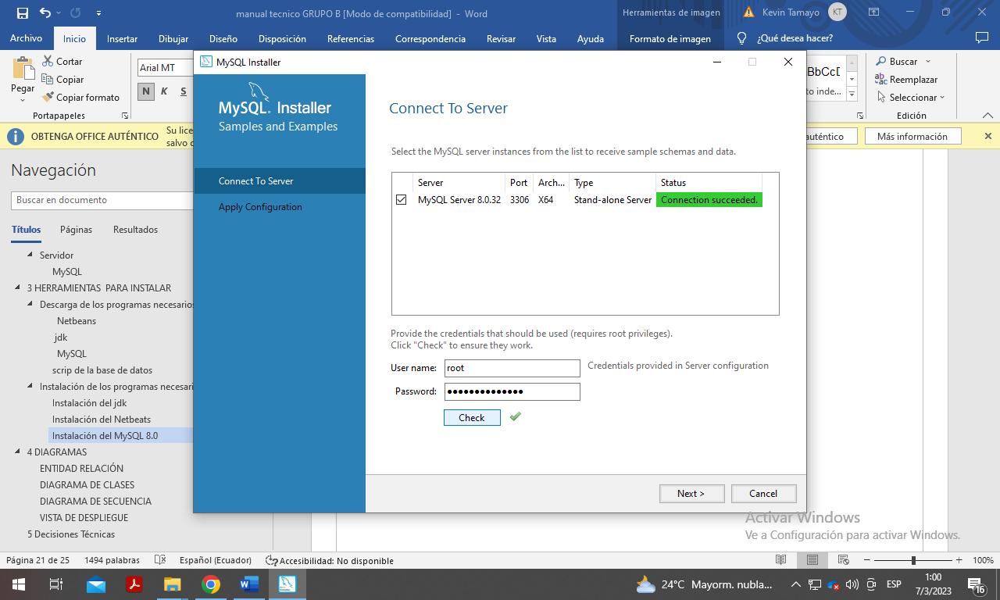 manual tecnico GRUPO B [Modo de compatibilidad] - Word
Herramientas de imagen
Kevin Tamayo
KT
Archivo
Inicio
Insertar
Dibujar
Diseño
Disposición
Referencias
Correspondencia
Revisar
Vista
Ayuda
Formato de imagen
¿Qué desea hacer?
Pegar
Cortar
Copiar
Copiar formato
Portapapeles
Arial MT
N K S
BbCcD
to inde...
Buscar
Reemplazar
Seleccionar
Edición
OBTENGA OFFICE AUTÉNTICO
Su lice
salvo c
auténtico
Más información
Navegación
Buscar en documento
Títulos
Páginas
Resultados
Servidor
MySQL
3 HERRAMIENTAS PARA INSTALAR
Descarga de los programas necesarios
Netbeans
jdk
MySQL
scrip de la base de datos
Instalación de los programas necesari
Instalación del jdk
Instalación del Netbeats
Instalación del MySQL 8.0
4 DIAGRAMAS
ENTIDAD RELACIÓN
DIAGRAMA DE CLASES
DIAGRAMA DE SECUENCIA
VISTA DE DESPLIEGUE
5 Decisiones Técnicas
MySQL Installer
MySQL. Installer
Samples and Examples
Connect To Server
Apply Configuration
Connect To Server
Select the MySQL server instances from the list to receive sample schemas and data.
Server Port Arch... Type Status
MySQL Server 8.0.32 3306 X64 Stand-alone Server Connection succeeded.
Provide the credentials that should be used (requires root privileges).
Click "Check" to ensure they work.
User name: root
Credentials provided in Server configuration
Password: ●●●●●●●●●●●●●●
Check
Next >
Cancel
Activar Windows
Ve a Configuración para activar Windows.
Página 21 de 25
1494 palabras
Español (Ecuador)
Accesibilidad: No disponible
100%
24°C Mayorm. nubla...
ESP
1:00
7/3/2023
16